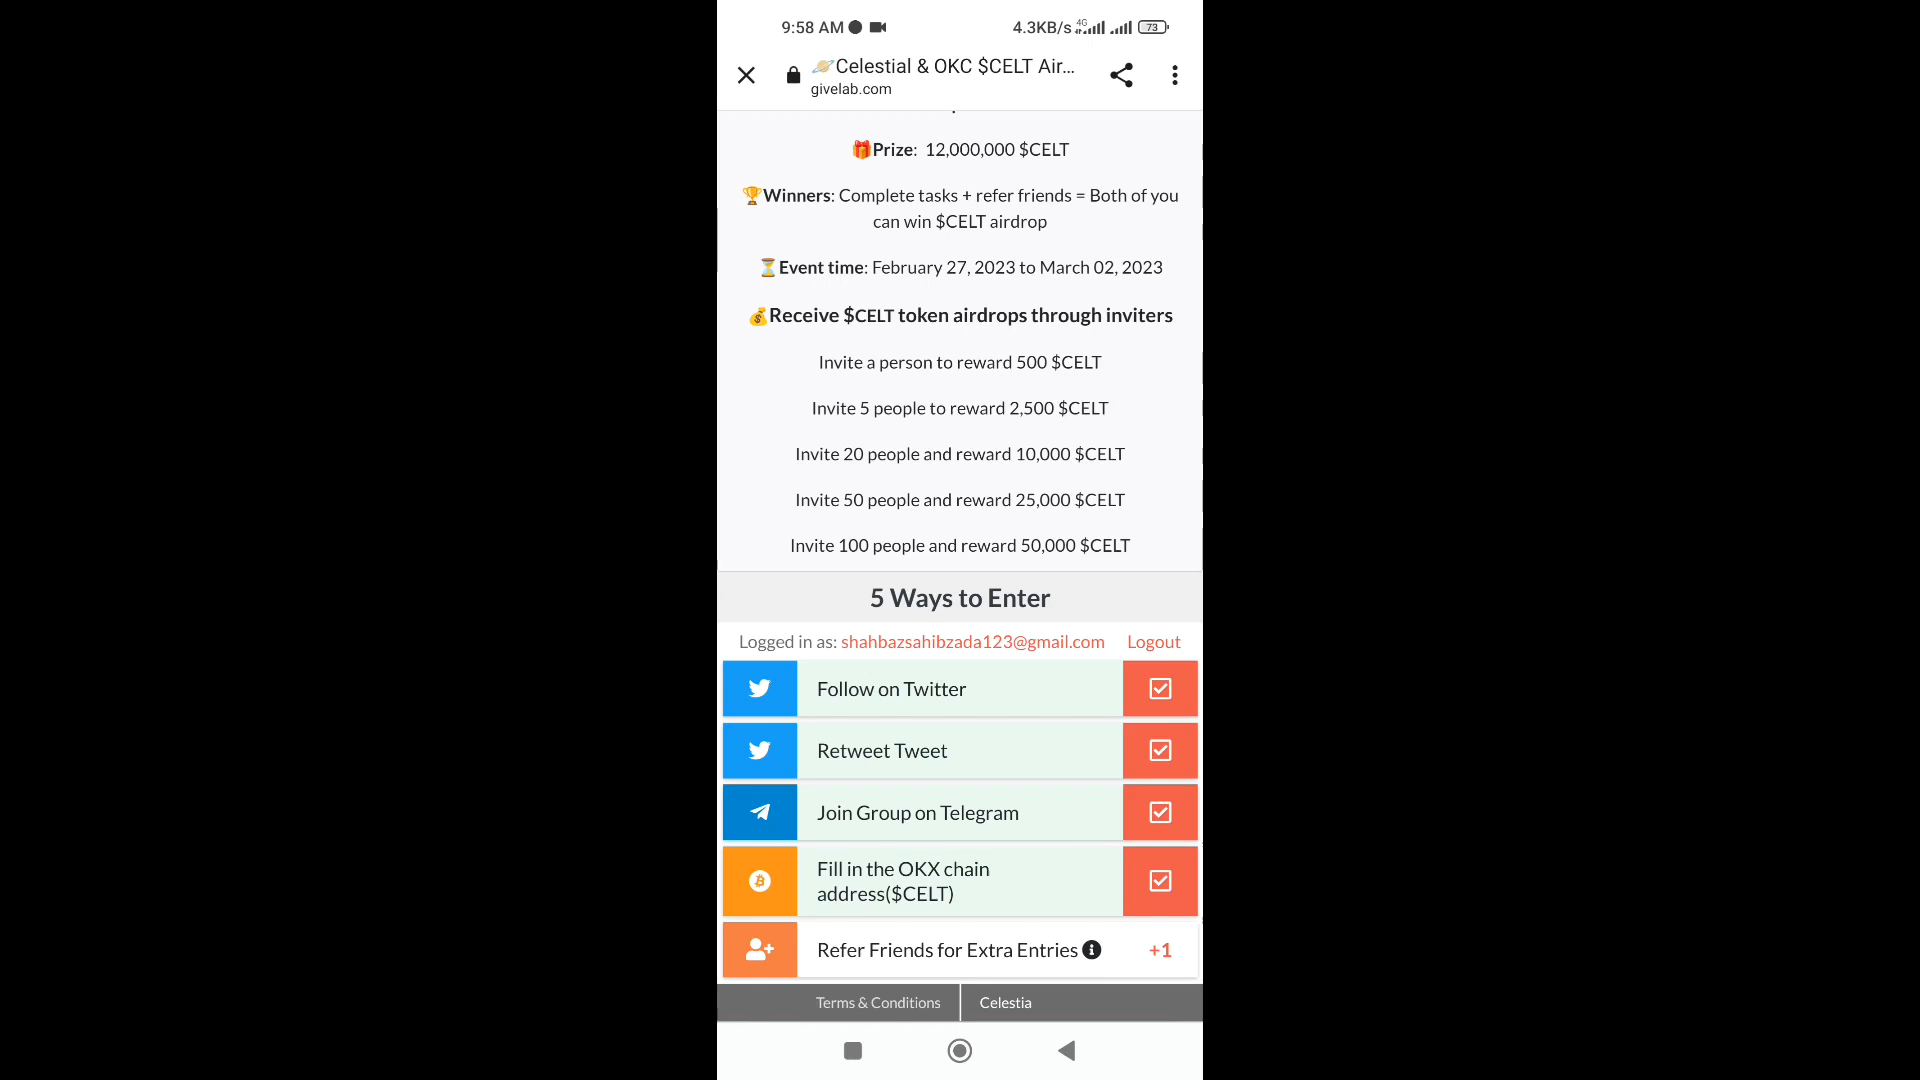 9:58 AM 4.3KB/s 4G 73
Celestial & OKC $CELT Air...
givelab.com
Prize: 12,000,000 $CELT
Winners: Complete tasks + refer friends = Both of you
can win $CELT airdrop
Event time: February 27, 2023 to March 02, 2023
Receive $CELT token airdrops through inviters
Invite a person to reward 500 $CELT
Invite 5 people to reward 2,500 $CELT
Invite 20 people and reward 10,000 $CELT
Invite 50 people and reward 25,000 $CELT
Invite 100 people and reward 50,000 $CELT
5 Ways to Enter
Logged in as: shahbazsahibzada123@gmail.com Logout
Follow on Twitter
Retweet Tweet
Join Group on Telegram
Fill in the OKX chain
address($CELT)
Refer Friends for Extra Entries +1
Terms & Conditions Celestia